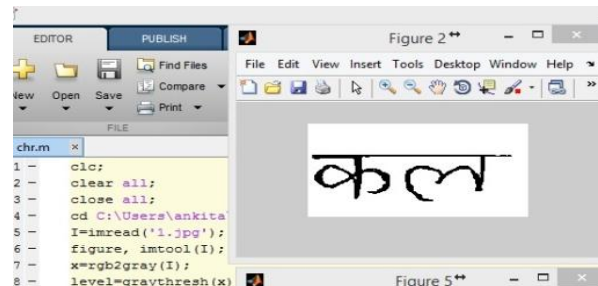 EDITOR PUBLISH
New Open Save
Find Files
Compare
Print
FILE
chr.m
1 - clc;
2 - clear all;
3 - close all;
4 - cd C:\Users\ankita
5 - I=imread('1.jpg');
6 - figure, imtool(I);
7 - x=rgb2gray(I);
8 - level=graythresh(x)
Figure 2
File Edit View Insert Tools Desktop Window Help
कल
Figure 5